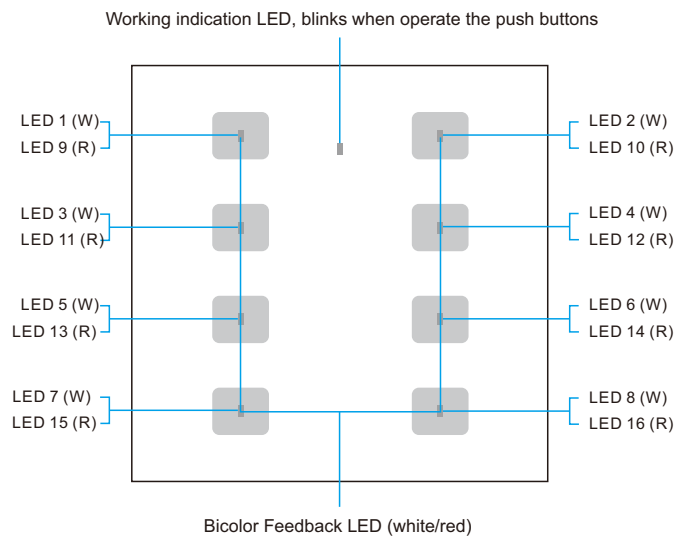 Working indication LED, blinks when operate the push buttons
LED 1 (W)
LED 9 (R)
LED 2 (W)
LED 10 (R)
LED 3 (W)
LED 11 (R)
LED 4 (W)
LED 12 (R)
LED 5 (W)
LED 13 (R)
LED 6 (W)
LED 14 (R)
LED 7 (W)
LED 15 (R)
LED 8 (W)
LED 16 (R)
Bicolor Feedback LED (white/red)